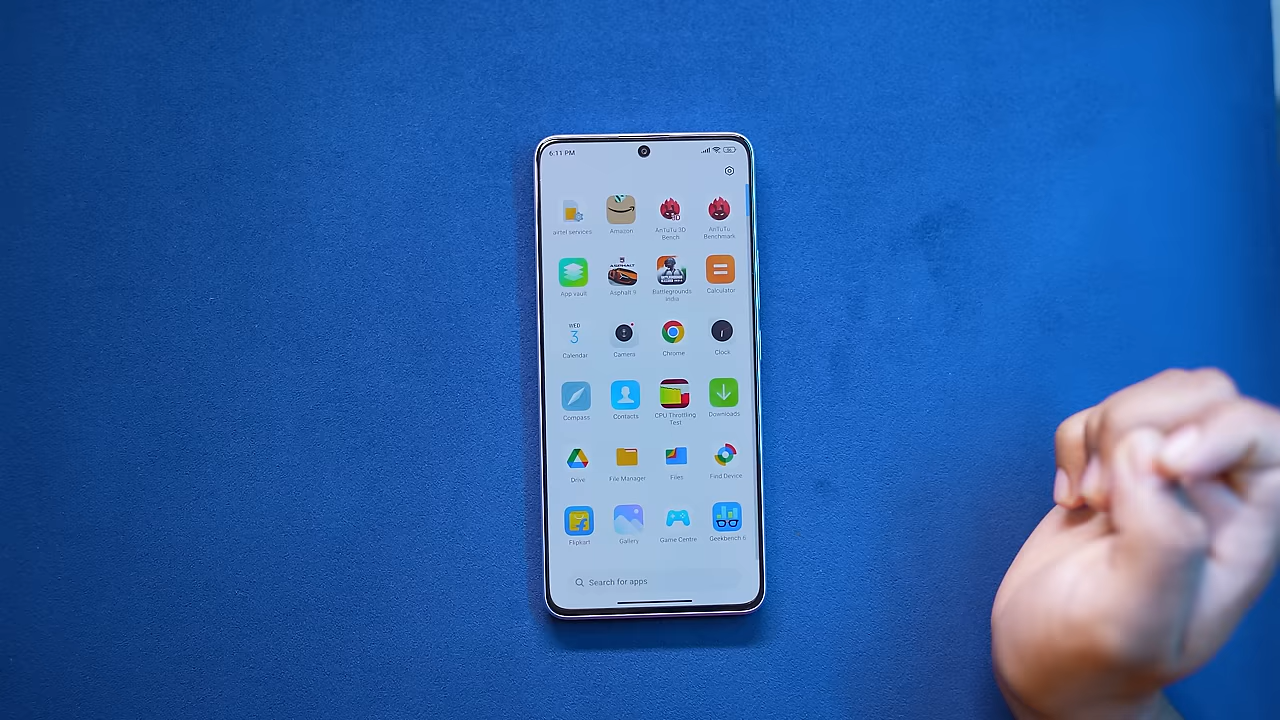 6:11 PM
airtel services
Amazon
AnTuTu 3D
Bench
AnTuTu
Benchmark
App vault
Asphalt 9
Battlegrounds
India
Calculator
WED
3
Calendar
Camera
Chrome
Clock
Compass
Contacts
CPU Throttling
Test
Downloads
Drive
File Manager
Files
Find Device
Flipkart
Gallery
Game Centre
Geekbench 6
Search for apps